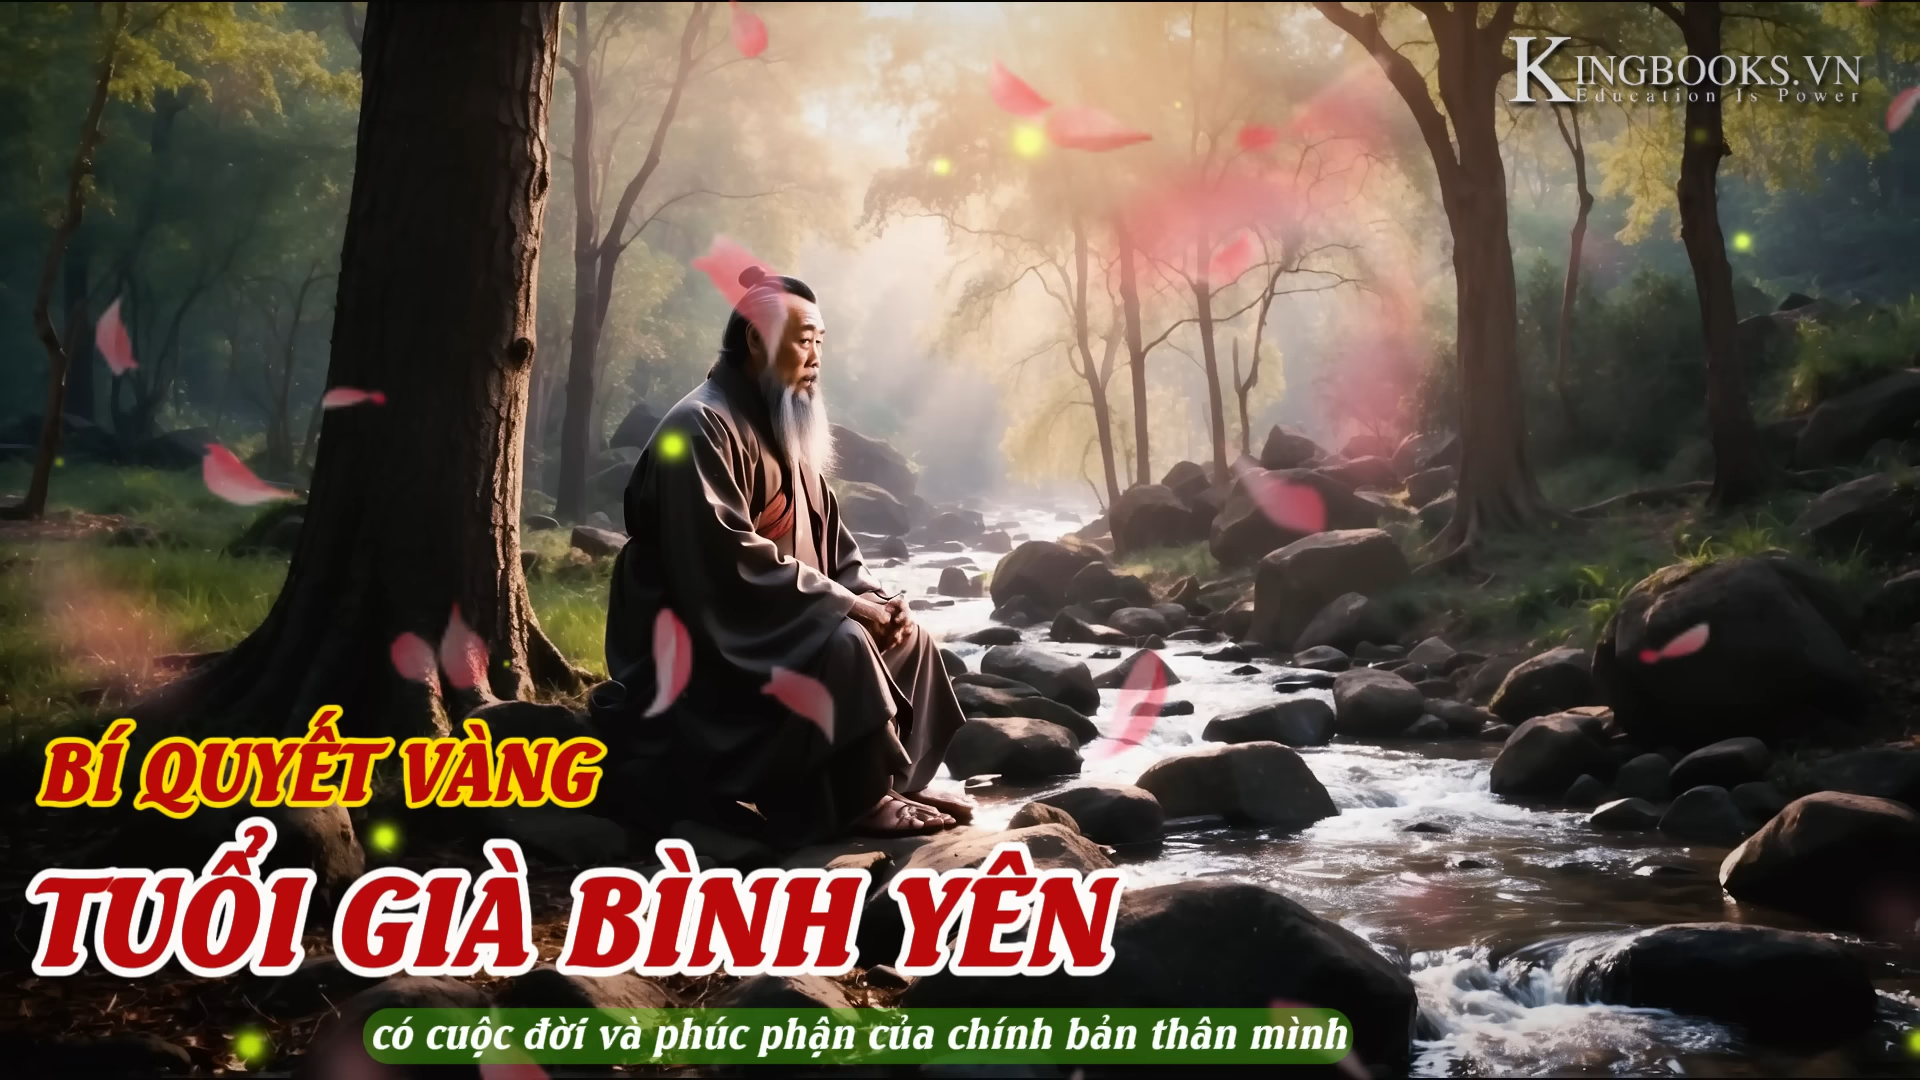 KINGBOOKS.VN
Education Is Power
BÍ QUYẾT VÀNG
TUỔI GIÀ BÌNH YÊN
có cuộc đời và phúc phận của chính bản thân mình